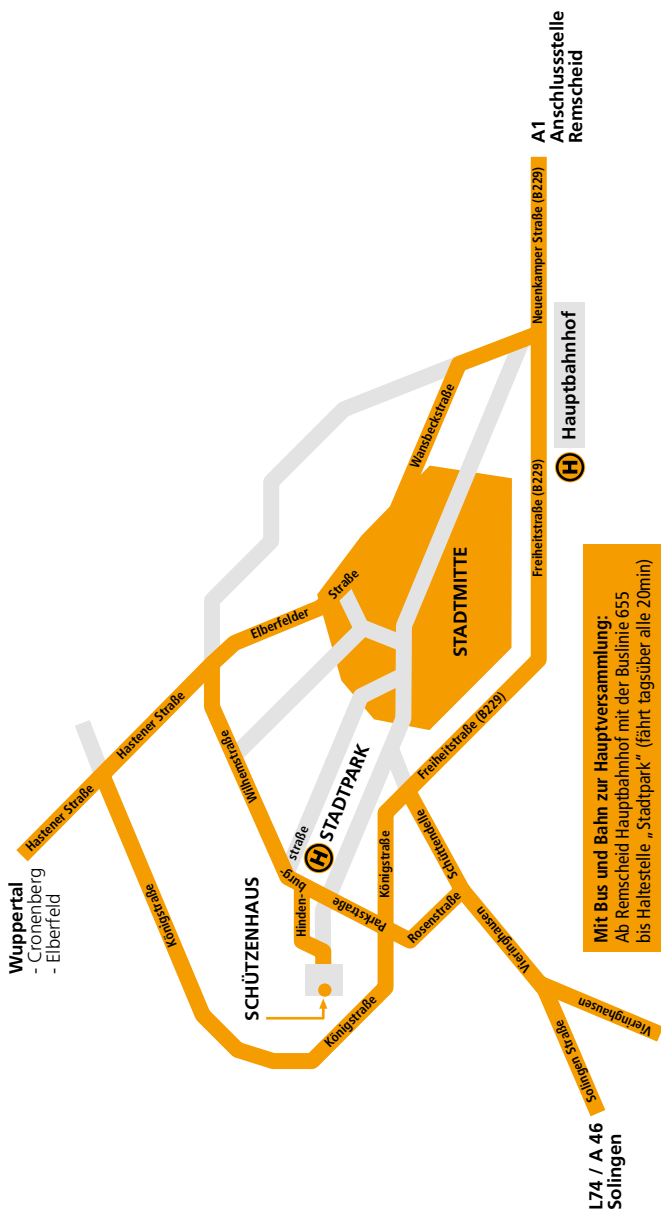 Wuppertal
- Cronenberg
- Elberfeld
Hastener Straße
Hastener Straße
Königstraße
Wilhenstraße
Elberfelder
Straße
Wansbeckstraße
SCHÜTZENHAUS
Hinden-
burg-
straße
H STADTPARK
Parkstraße
Königstraße
Königstraße
Rosenstraße
Schüttendelle
STADTMITTE
Freiheitstraße (B229)
Freiheitstraße (B229)
Neuenkamper Straße (B229)
A1
Anschlussstelle
Remscheid
H Hauptbahnhof
Vieringhausen
Vieringhausen
Solingen Straße
L74 / A 46
Solingen
Mit Bus und Bahn zur Hauptversammlung:
Ab Remscheid Hauptbahnhof mit der Buslinie 655
bis Haltestelle „Stadtpark“ (fährt tagsüber alle 20min)